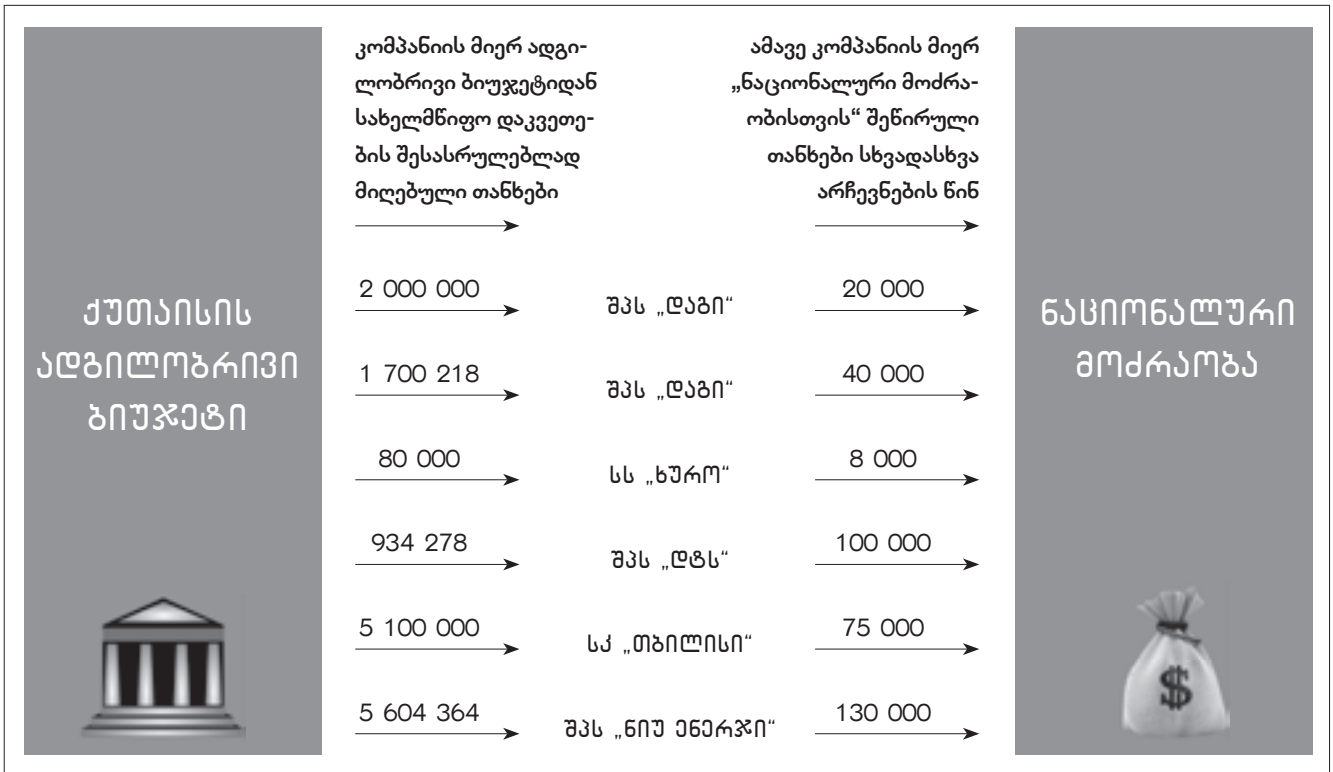 კომპანიის მიერ ადგი-
ლობრივი ბიუჯეტიდან
სახელმწიფო დაკვეთე-
ბის შესასრულებლად
მიღებული თანხები
ამავე კომპანიის მიერ
„ნაციონალური მოძრა-
ობისთვის“ შეწირული
თანხები სხვადასხვა
არჩევნების წინ
ქუთაისის
ადგილობრივი
ბიუჯეტი
2 000 000 შპს „დაგი“ 20 000
1 700 218 შპს „დაგი“ 40 000
80 000 სს „ხურო“ 8 000
934 278 შპს „დტს“ 100 000
5 100 000 სკ „თბილისი“ 75 000
5 604 364 შპს „ნიუ ენერჯი“ 130 000
ნაციონალური
მოძრაობა
$